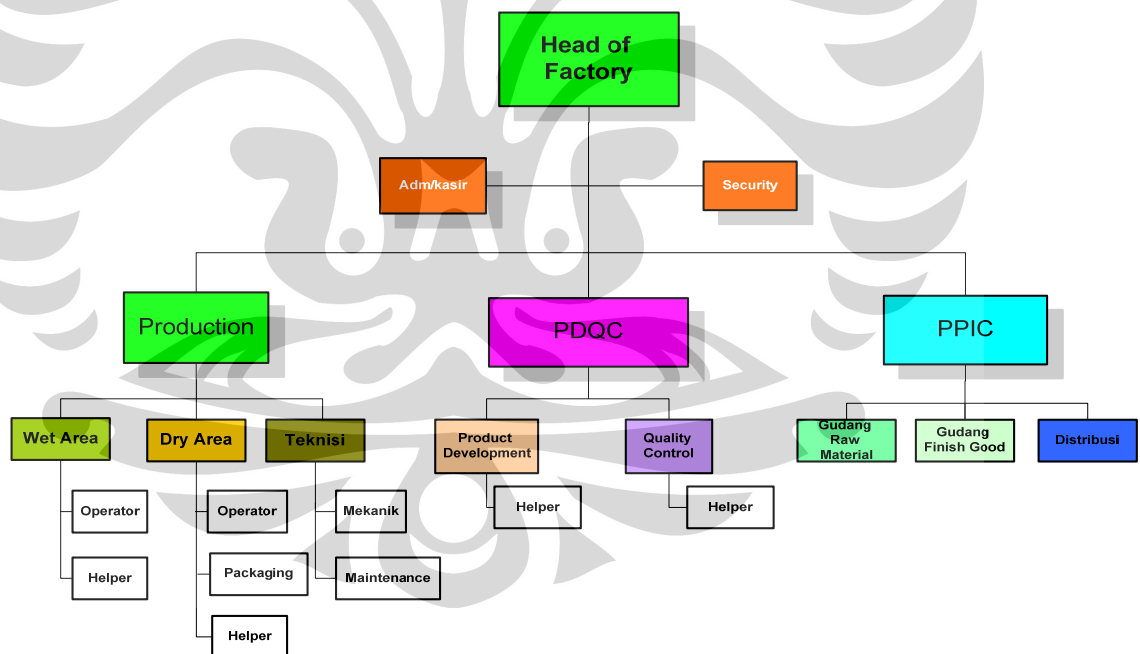 Head of
Factory
Adm/kasir
Security
Production
PDQC
PPIC
Wet Area
Dry Area
Teknisi
Product
Development
Quality
Control
Gudang
Raw
Material
Gudang
Finish Good
Distribusi
Operator
Operator
Mekanik
Helper
Helper
Helper
Packaging
Maintenance
Helper